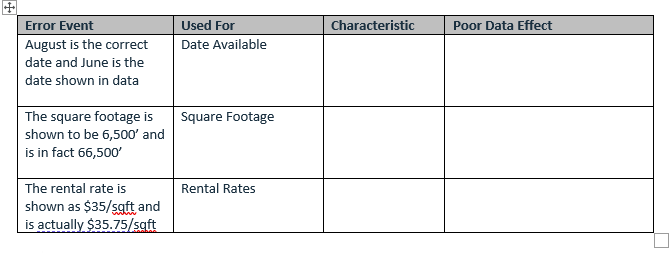 Error Event Used For Characteristic Poor Data Effect
August is the correct Date Available
date and June is the
date shown in data
The square footage is Square Footage
shown to be 6,500′ and
is in fact 66,500′
The rental rate is Rental Rates
shown as $35/sqft and
is actually $35.75/sqft